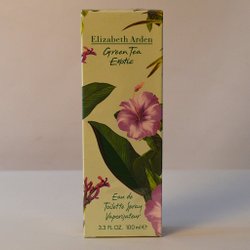 Elizabeth Arden
Green Tea
Exotic
Eau de
Toilette Spray
Vaporisateur
3.3 FL.OZ. 100 ml e